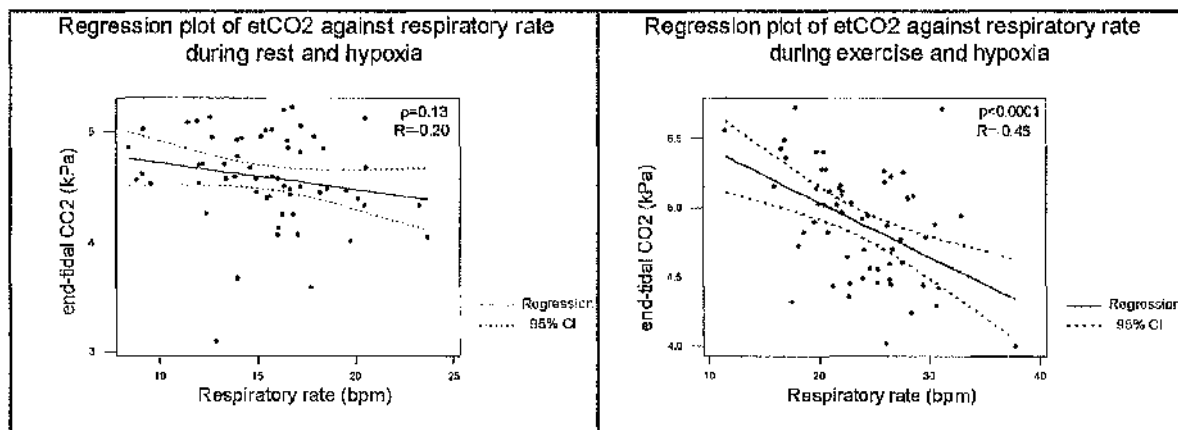 Regression plot of etCO2 against respiratory rate
during rest and hypoxia
p=0.13
R=-0.20
end-tidal CO2 (kPa)
5
4
3
10 15 20 25
Respiratory rate (bpm)
Regression
95% CI
Regression plot of etCO2 against respiratory rate
during exercise and hypoxia
p<0.0001
R=-0.46
end-tidal CO2 (kPa)
5.5
5.0
4.5
4.0
10 20 30 40
Respiratory rate (bpm)
Regression
95% CI